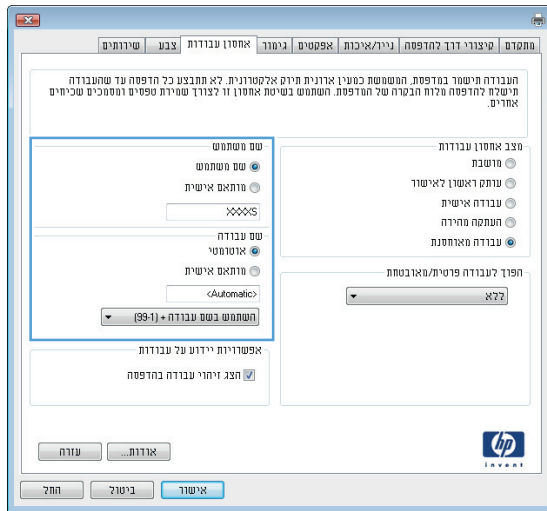 מתקדם
קיצורי דרך להדפסה
נייר/איכות
אפקטים
גימור
אחסון עבודות
צבע
שירותים
העבודה תישמר במדפסת, המשמשת כמעין ארונית תיוק אלקטרונית. לא תתבצע כל הדפסה עד שהעבודה
תישלח להדפסה מלוח הבקרה של המדפסת. השתמש בשיטת אחסון זו לצורך שמירת טפסים ומסמכים שכיחים
אחרים.
מצב אחסון עבודות
מושבת
עותק ראשון לאישור
עבודה אישית
העתקה מהירה
עבודה מאוחסנת
הפוך לעבודה פרטית/מאובטחת
ללא
שם משתמש
שם משתמש
מותאם אישית
XXXXS
שם עבודה
אוטומטי
מותאם אישית
<Automatic>
השתמש בשם עבודה + (99-1)
אפשרויות יידוע על עבודות
הצג זיהוי עבודה בהדפסה
hp
invent
אודות...
עזרה
אישור
ביטול
החל